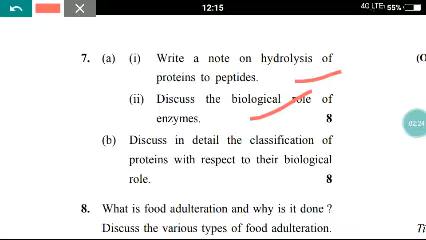 12:15
4G LTE 55%
7. (a) (i) Write a note on hydrolysis of
proteins to peptides.
(ii) Discuss the biological role of
enzymes. 8
(b) Discuss in detail the classification of
proteins with respect to their biological
role. 8
8. What is food adulteration and why is it done ?
Discuss the various types of food adulteration.
02:24